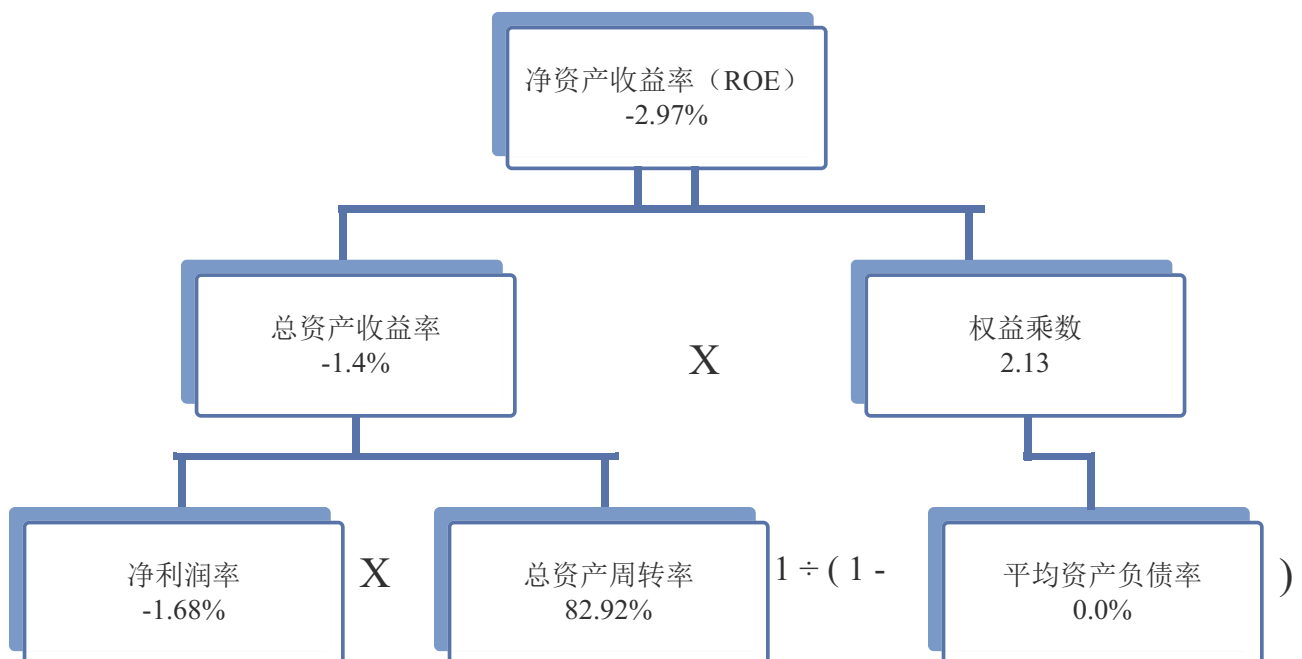 净资产收益率（ROE）
-2.97%
总资产收益率
-1.4%
X
权益乘数
2.13
净利润率
-1.68%
X
总资产周转率
82.92%
1 ÷ ( 1 -
平均资产负债率
0.0%
)